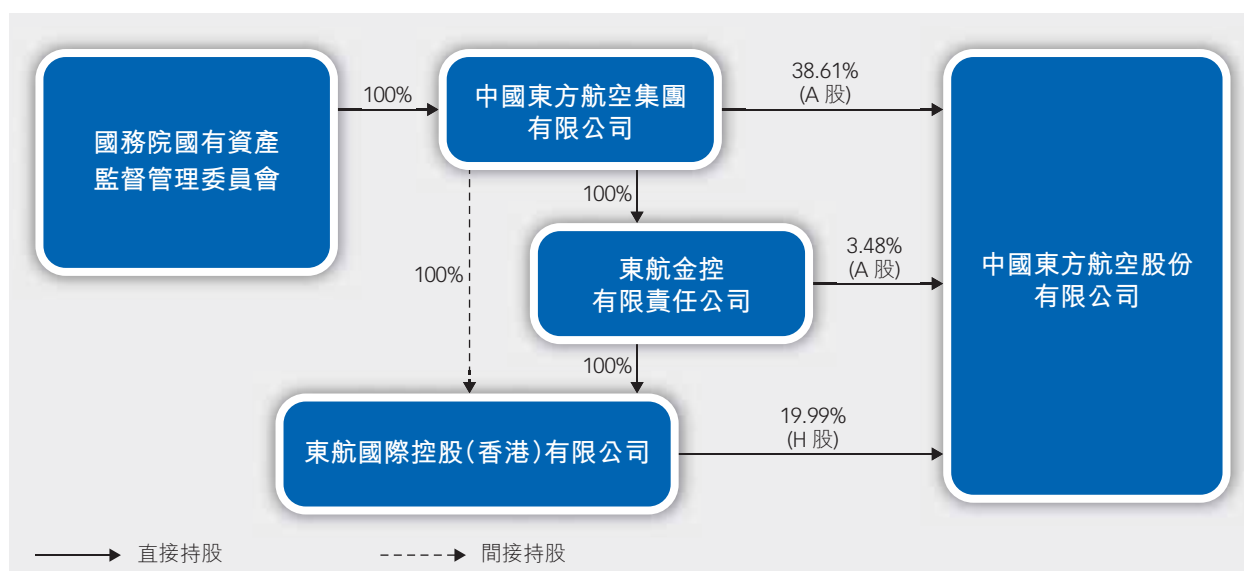 國務院國有資產
監督管理委員會
100%
中國東方航空集團
有限公司
38.61%
(A 股)
100%
100%
東航金控
有限責任公司
3.48%
(A 股)
中國東方航空股份
有限公司
100%
東航國際控股(香港)有限公司
19.99%
(H 股)
直接持股
間接持股